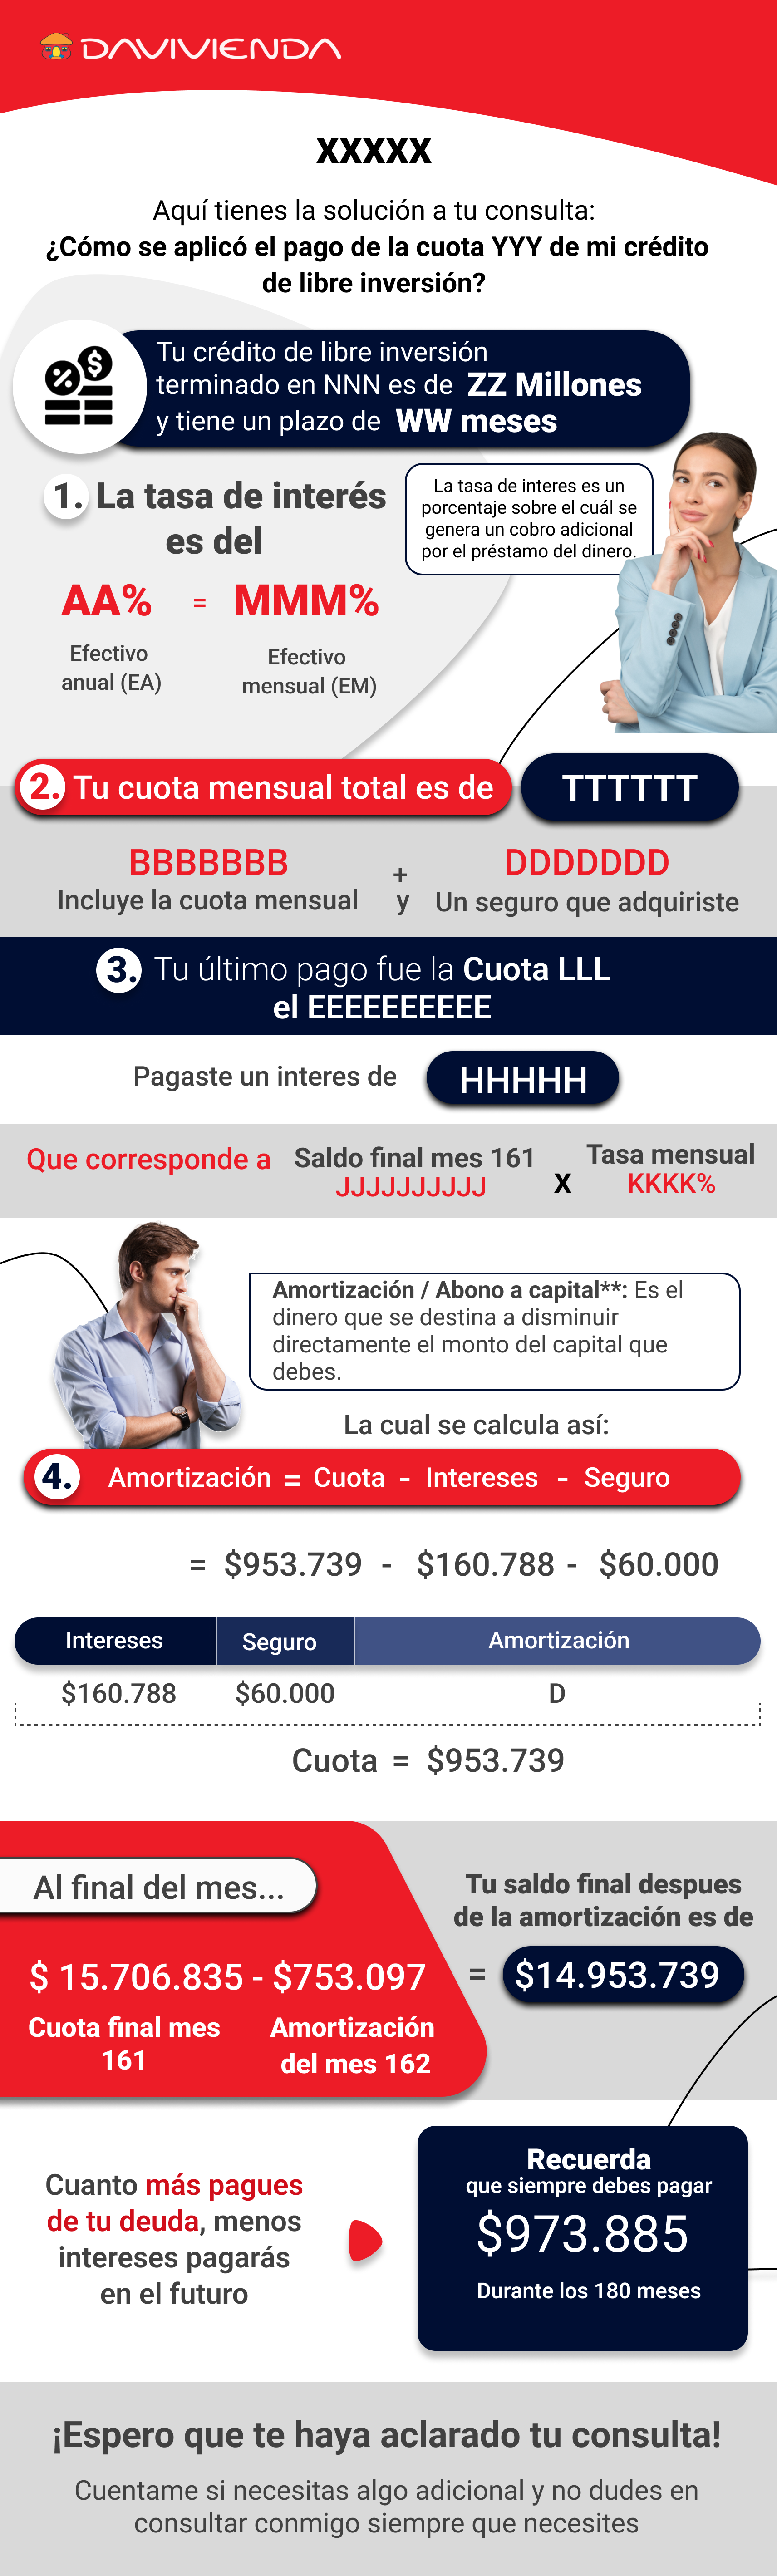 DAVIVIENDA
XXXXX
Aquí tienes la solución a tu consulta:
¿Cómo se aplicó el pago de la cuota YYY de mi crédito
de libre inversión?
Tu crédito de libre inversión
terminado en NNN es de ZZ Millones
y tiene un plazo de WW meses
1. La tasa de interés
es del
La tasa de interes es un
porcentaje sobre el cuál se
genera un cobro adicional
por el préstamo del dinero.
AA% = MMM%
Efectivo
anual (EA)
Efectivo
mensual (EM)
2. Tu cuota mensual total es de TTTTTT
BBBBBBB + DDDDDDD
Incluye la cuota mensual y Un seguro que adquiriste
3. Tu último pago fue la Cuota LLL
el EEEEEEEEEE
Pagaste un interes de HHHHH
Que corresponde a
Saldo final mes 161
JJJJJJJJJJ
X
Tasa mensual
KKKK%
Amortización / Abono a capital**: Es el
dinero que se destina a disminuir
directamente el monto del capital que
debes.
La cual se calcula así:
4. Amortización = Cuota - Intereses - Seguro
= $953.739 - $160.788 - $60.000
Intereses Seguro Amortización
$160.788 $60.000 D
Cuota = $953.739
Al final del mes...
$ 15.706.835 - $753.097
Cuota final mes
161
Amortización
del mes 162
Tu saldo final despues
de la amortización es de
= $14.953.739
Cuanto más pagues
de tu deuda, menos
intereses pagarás
en el futuro
Recuerda
que siempre debes pagar
$973.885
Durante los 180 meses
¡Espero que te haya aclarado tu consulta!
Cuentame si necesitas algo adicional y no dudes en
consultar conmigo siempre que necesites